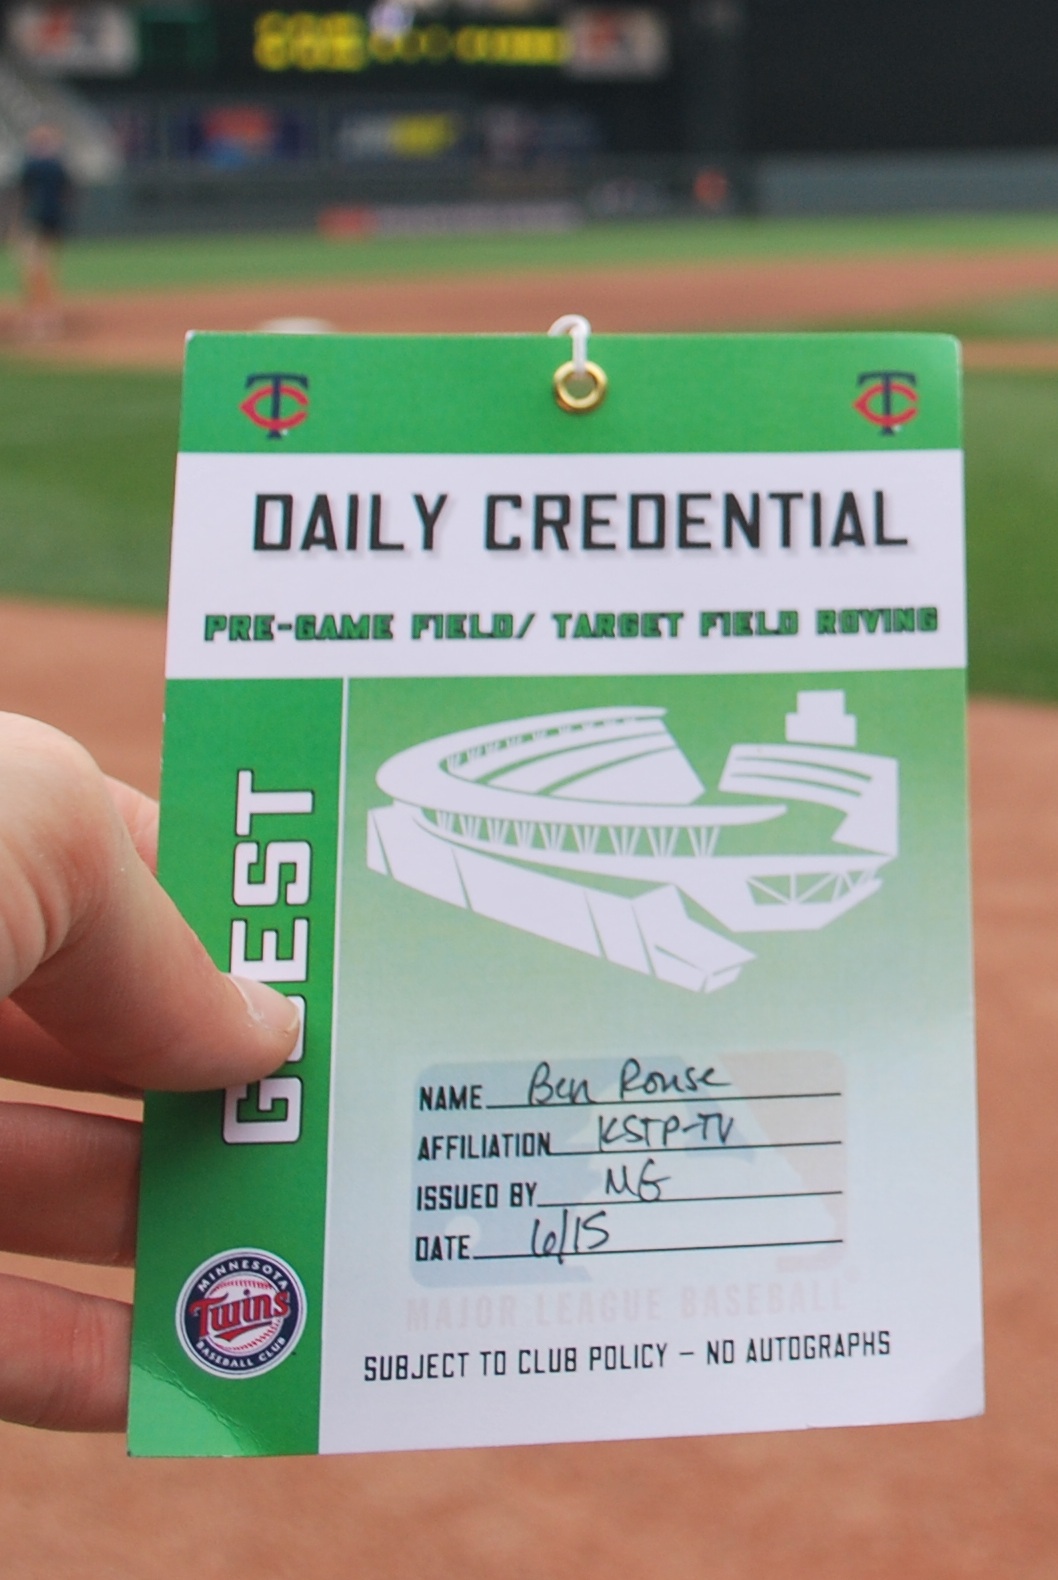 DAILY CREDENTIAL
PRE-GAME FIELD/ TARGET FIELD ROVING
GUEST
NAME Ben Rouse
AFFILIATION KSTP-TV
ISSUED BY MG
DATE 6/15
MAJOR LEAGUE BASEBALL
MINNESOTA
Twins
BASEBALL CLUB
SUBJECT TO CLUB POLICY – NO AUTOGRAPHS